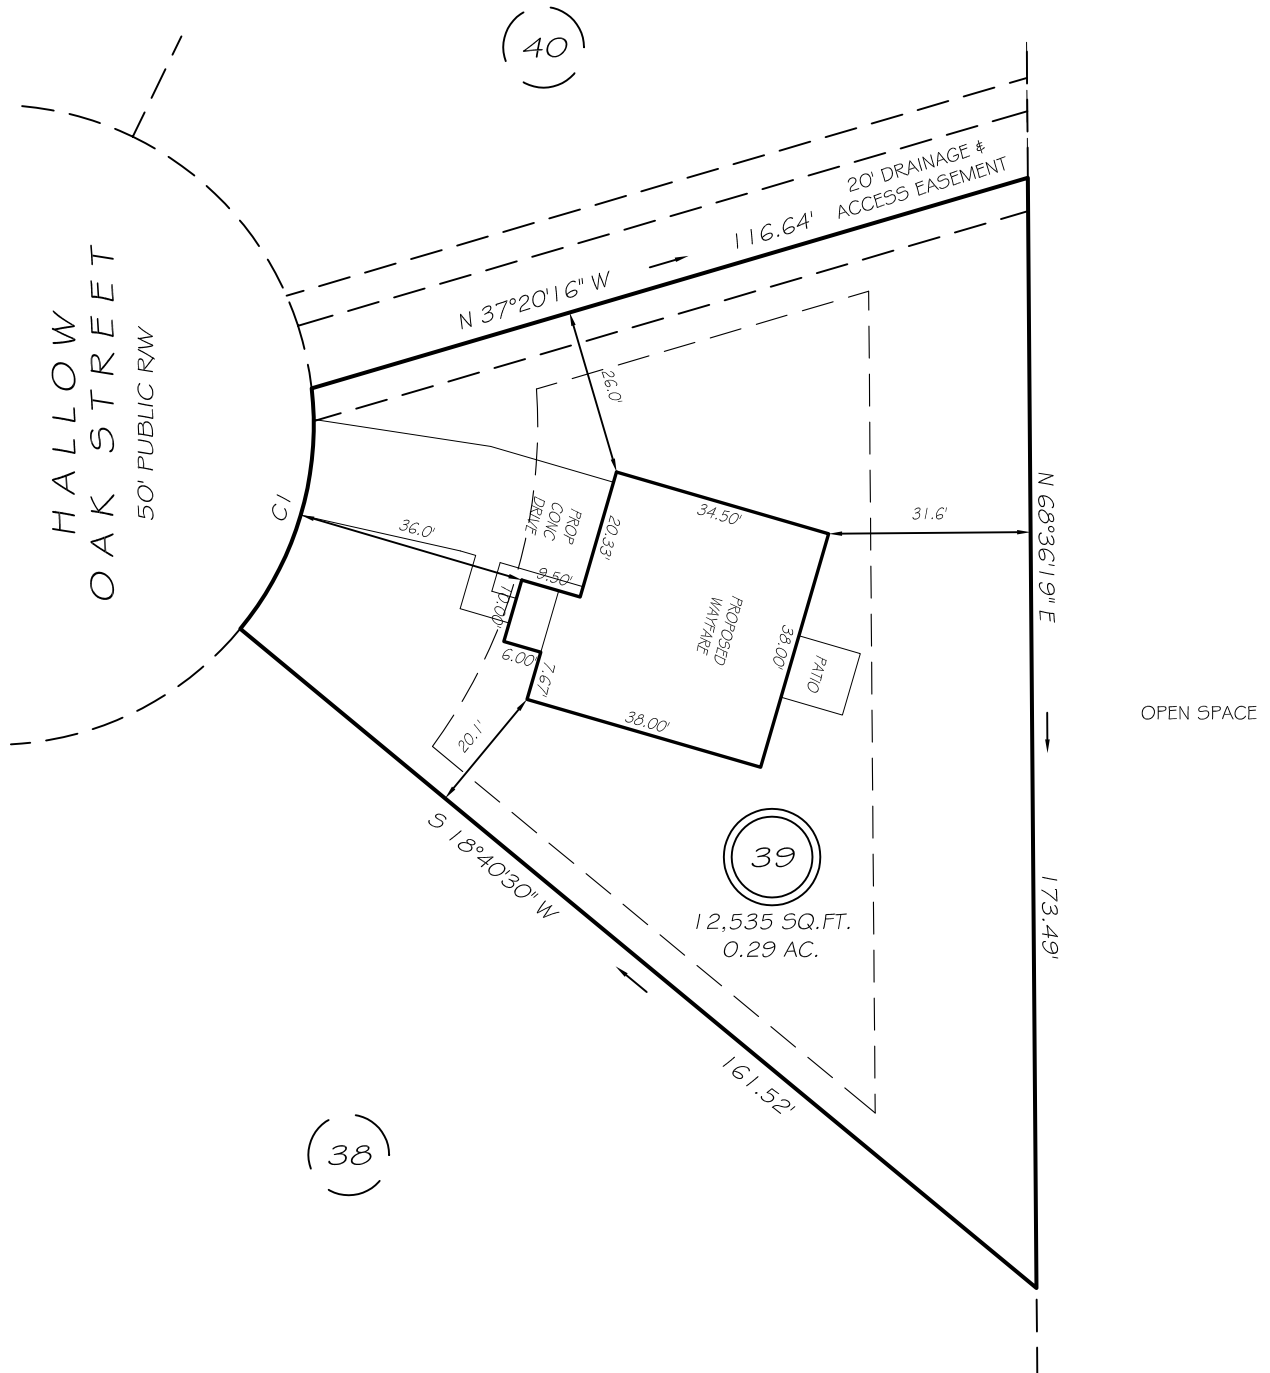 40
20' DRAINAGE &
ACCESS EASEMENT
116.64'
N 37°20'16" W
HALLOW
OAK STREET
50' PUBLIC R/W
C1
26.0'
36.0'
PROP
CONC
DRIVE
20.33'
34.50'
31.6'
9.50'
10.00'
6.00'
7.67'
PROPOSED
WAYFARE
38.00'
PATIO
38.00'
20.1'
N 68°36'19" E
OPEN SPACE
S 18°40'30" W
39
12,535 SQ.FT.
0.29 AC.
173.49'
161.52'
38